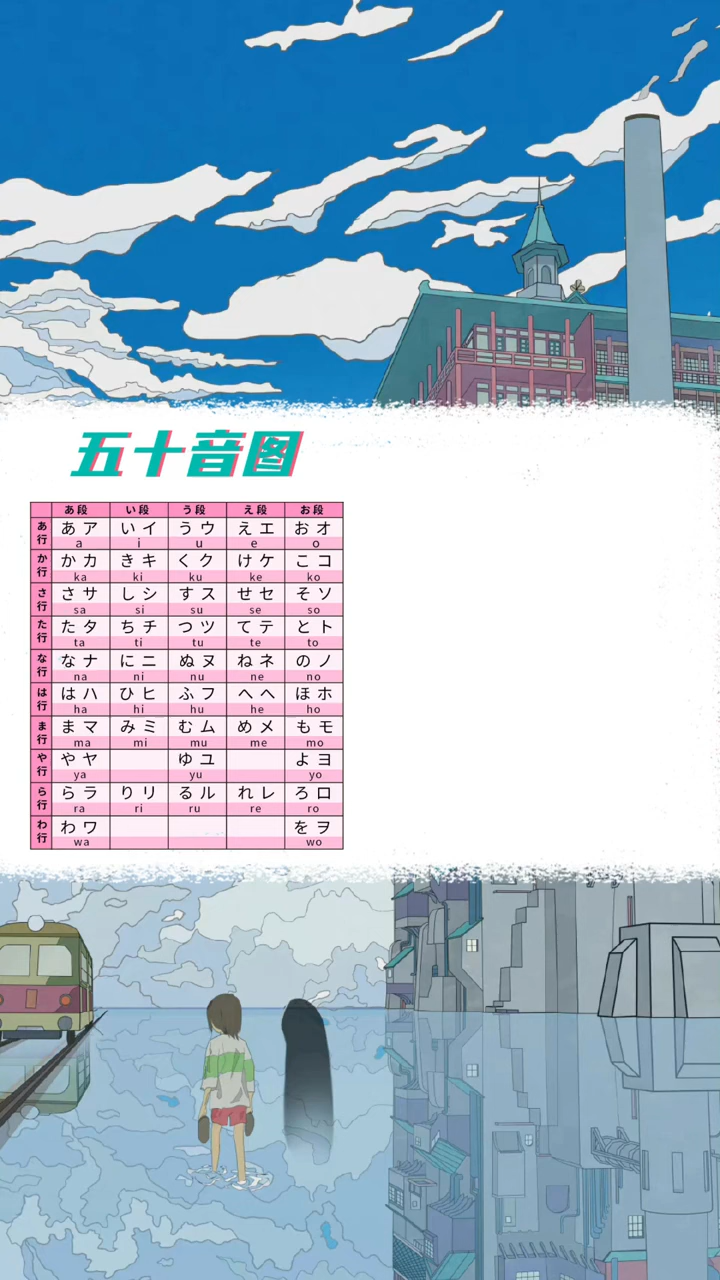 五十音图
あ段 い段 う段 え段 お段
あ行 あ ア い イ う ウ え エ お オ
a i u e o
か行 か カ き キ く ク け ケ こ コ
ka ki ku ke ko
さ行 さ サ し シ す ス せ セ そ ソ
sa si su se so
た行 た タ ち チ つ ツ て テ と ト
ta ti tu te to
な行 な ナ に ニ ぬ ヌ ね ネ の ノ
na ni nu ne no
は行 は ハ ひ ヒ ふ フ へ ヘ ほ ホ
ha hi hu he ho
ま行 ま マ み ミ む ム め メ も モ
ma mi mu me mo
や行 や ヤ ゆ ユ よ ヨ
ya yu yo
ら行 ら ラ り リ る ル れ レ ろ ロ
ra ri ru re ro
わ行 わ ワ を ヲ
wa wo